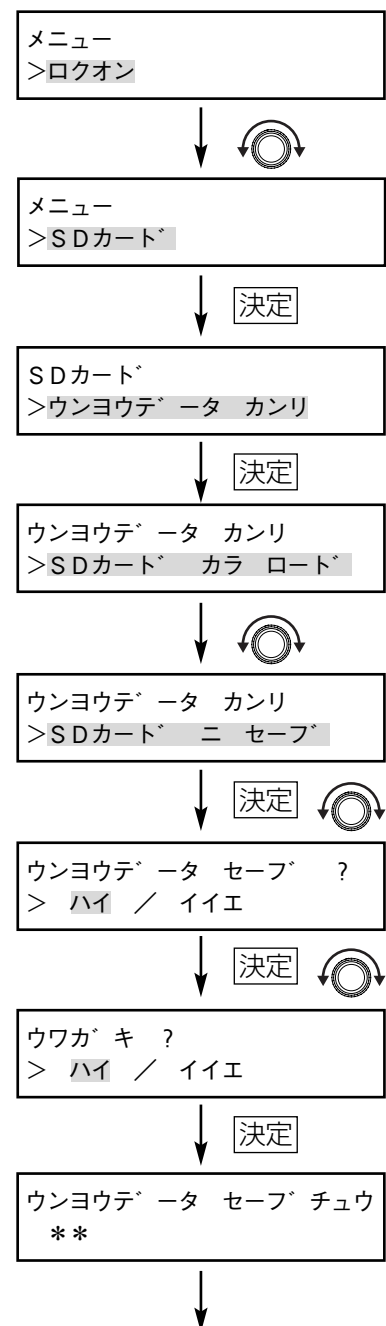 メニュー
>ロクオン
メニュー
>SDカード
決定
SDカード
>ウンヨウデータ カンリ
決定
ウンヨウデータ カンリ
>SDカード カラ ロード
ウンヨウデータ カンリ
>SDカード ニ セーブ
決定
ウンヨウデータ セーブ ?
> ハイ / イイエ
決定
ウワガキ ?
> ハイ / イイエ
決定
ウンヨウデータ セーブチュウ
**